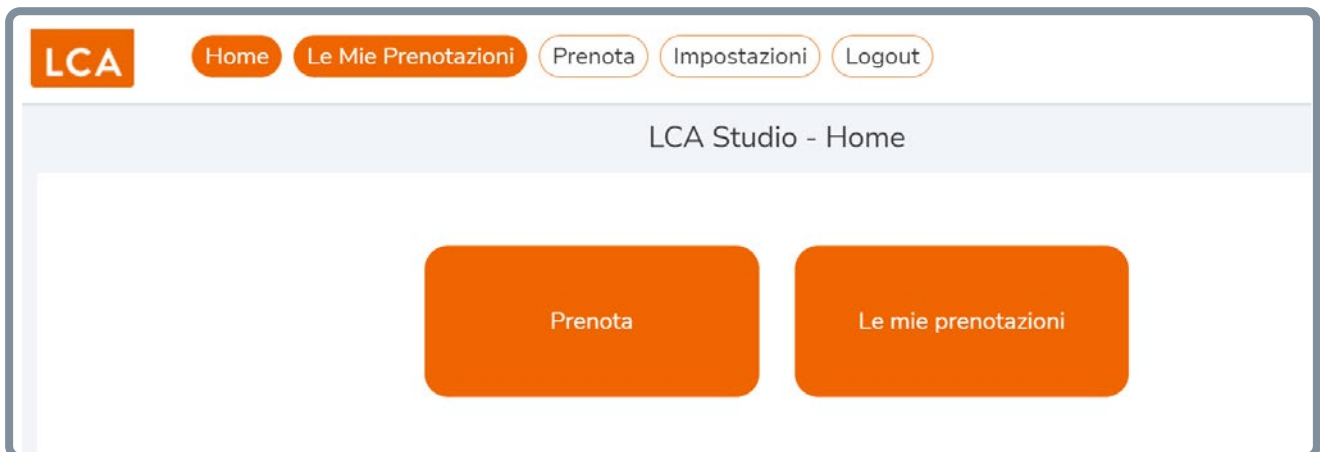 LCA Home Le Mie Prenotazioni Prenota Impostazioni Logout
LCA Studio - Home
Prenota Le mie prenotazioni